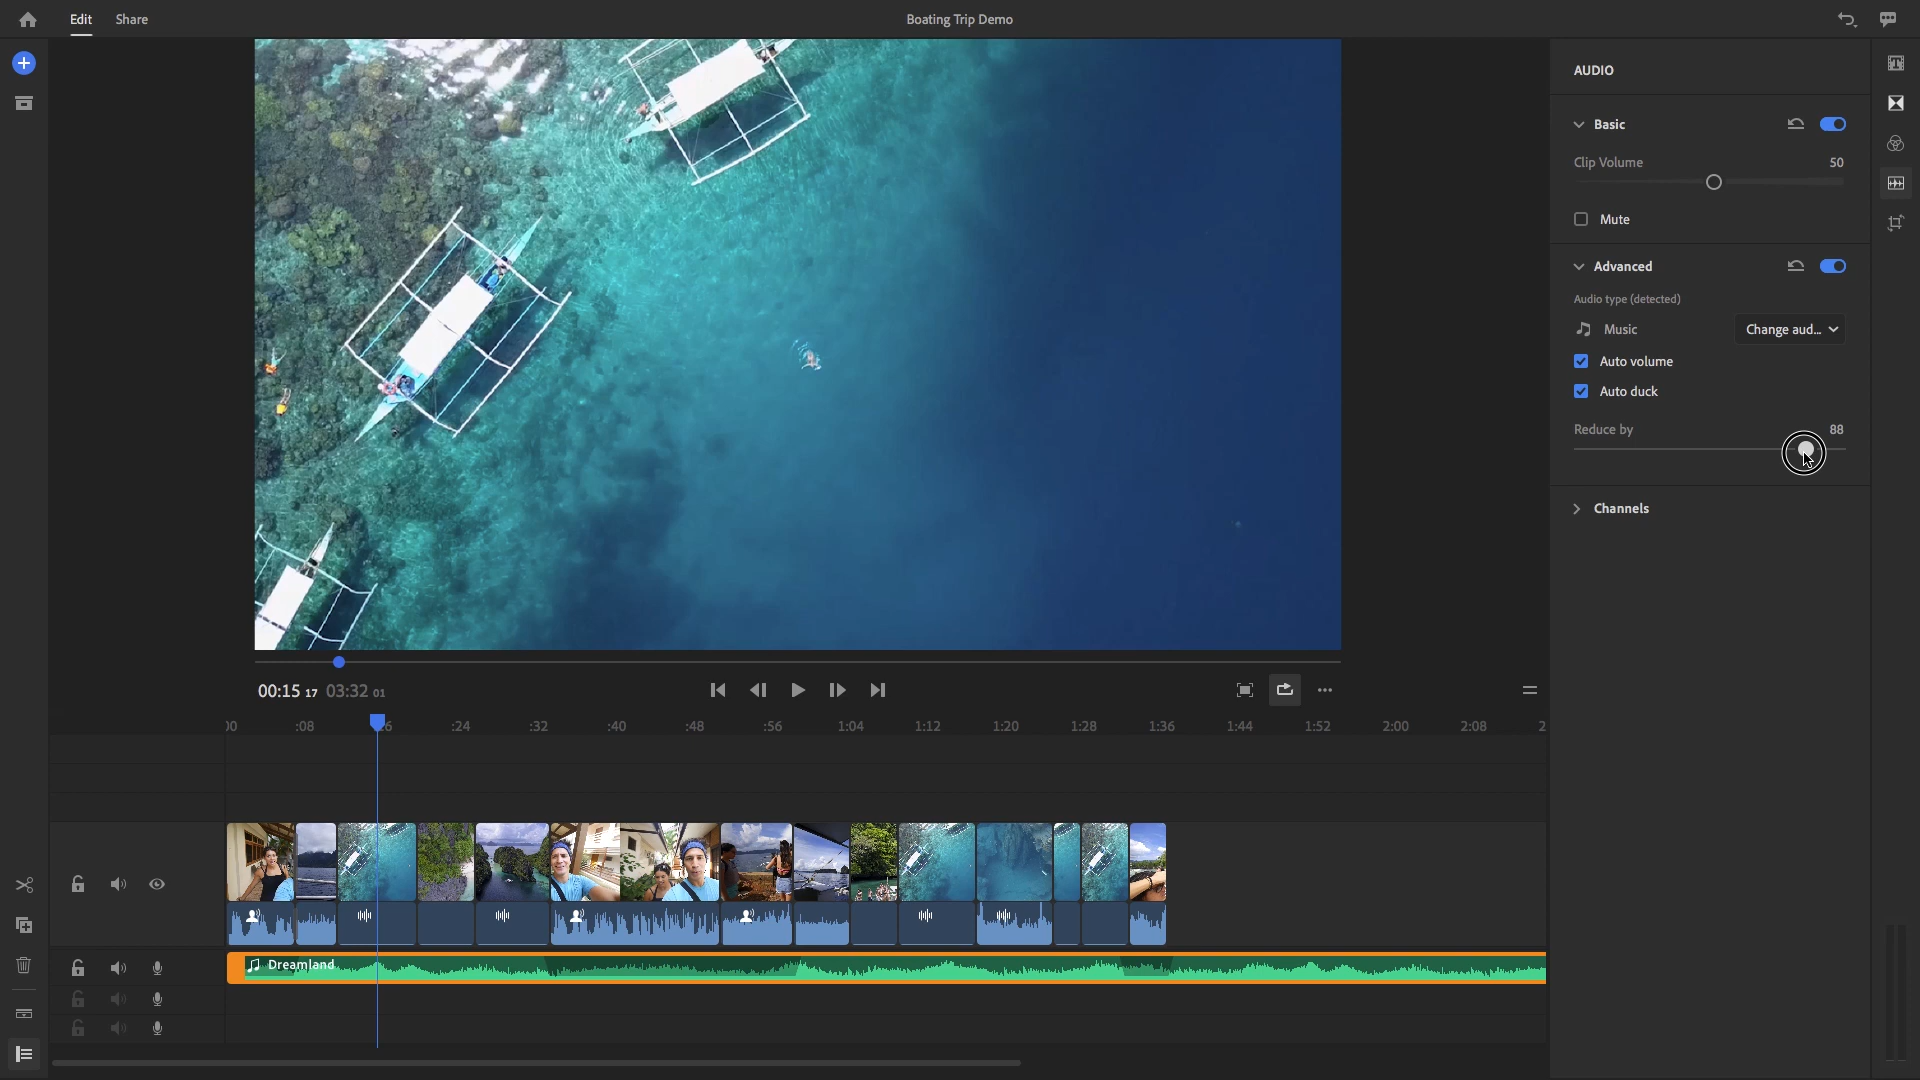 Edit Share Boating Trip Demo
AUDIO
Basic
Clip Volume 50
Mute
Advanced
Audio type (detected)
Music Change aud...
Auto volume
Auto duck
Reduce by 88
Channels
00:15 17 03:32 01
:08 :24 :32 :40 :48 :56 1:04 1:12 1:20 1:28 1:36 1:44 1:52 2:00 2:08 2
Dreamland